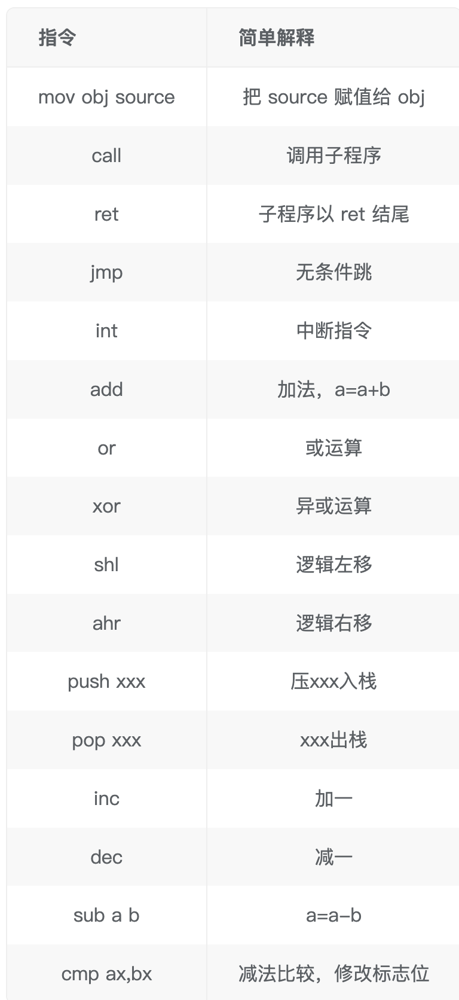 指令 简单解释
mov obj source 把 source 赋值给 obj
call 调用子程序
ret 子程序以 ret 结尾
jmp 无条件跳
int 中断指令
add 加法，a=a+b
or 或运算
xor 异或运算
shl 逻辑左移
ahr 逻辑右移
push xxx 压xxx入栈
pop xxx xxx出栈
inc 加一
dec 减一
sub a b a=a-b
cmp ax,bx 减法比较，修改标志位